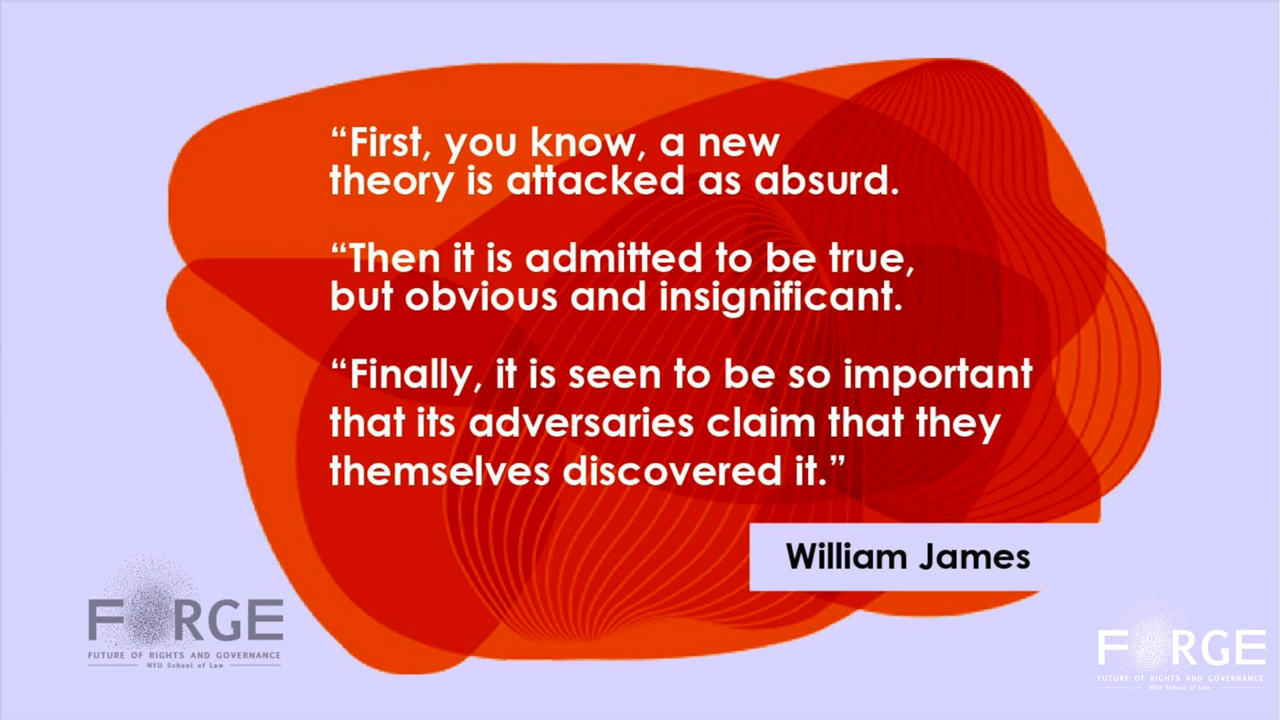 “First, you know, a new
theory is attacked as absurd.
“Then it is admitted to be true,
but obvious and insignificant.
“Finally, it is seen to be so important
that its adversaries claim that they
themselves discovered it.”
William James
FORGE
FUTURE OF RIGHTS AND GOVERNANCE
NYU School of Law
FORGE
FUTURE OF RIGHTS AND GOVERNANCE
NYU School of Law